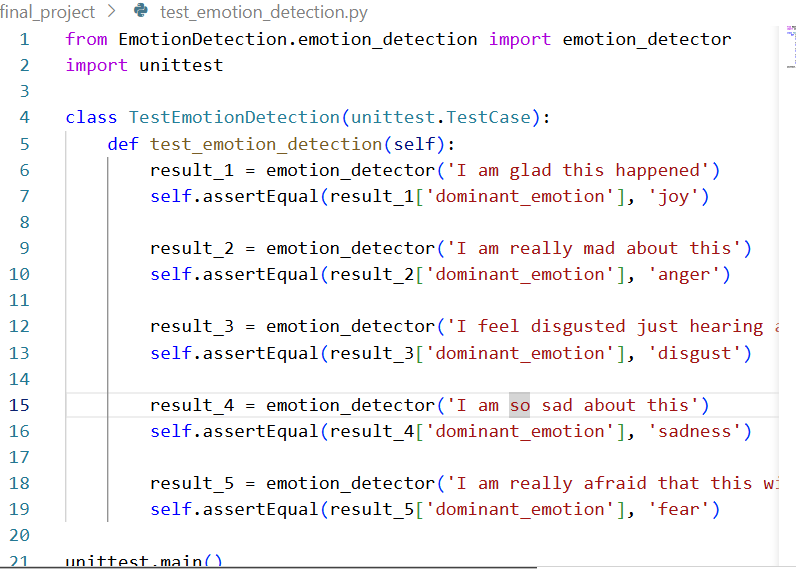 final_project > test_emotion_detection.py
1 from EmotionDetection.emotion_detection import emotion_detector
2 import unittest
3
4 class TestEmotionDetection(unittest.TestCase):
5     def test_emotion_detection(self):
6         result_1 = emotion_detector('I am glad this happened')
7         self.assertEqual(result_1['dominant_emotion'], 'joy')
8
9         result_2 = emotion_detector('I am really mad about this')
10         self.assertEqual(result_2['dominant_emotion'], 'anger')
11
12         result_3 = emotion_detector('I feel disgusted just hearing
13         self.assertEqual(result_3['dominant_emotion'], 'disgust')
14
15         result_4 = emotion_detector('I am so sad about this')
16         self.assertEqual(result_4['dominant_emotion'], 'sadness')
17
18         result_5 = emotion_detector('I am really afraid that this
19         self.assertEqual(result_5['dominant_emotion'], 'fear')
20
21 unittest.main()